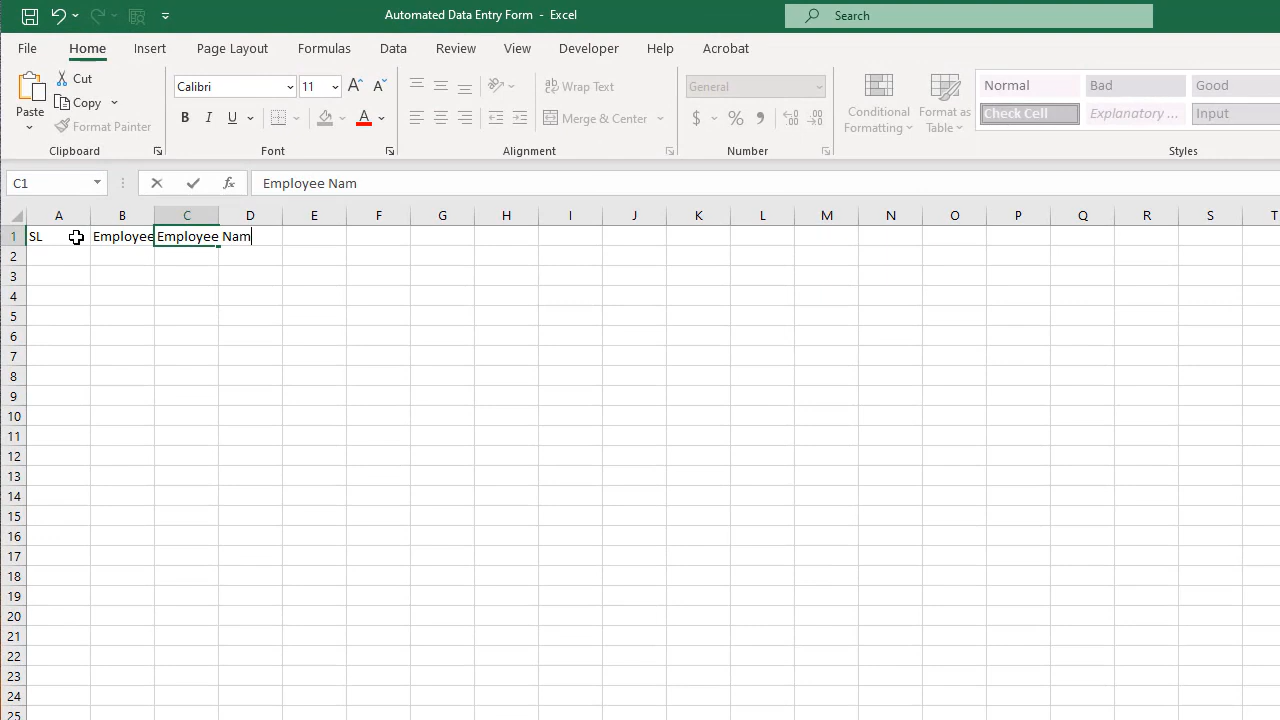 Automated Data Entry Form - Excel
Search
File Home Insert Page Layout Formulas Data Review View Developer Help Acrobat
Paste
Cut
Copy
Format Painter
Clipboard
Calibri 11
B I U
Font
Wrap Text
Merge & Center
Alignment
General
$ % 9
Number
Conditional Formatting
Format as Table
Normal Bad Good
Check Cell Explanatory ... Input
Styles
C1 fx Employee Nam
A B C D E F G H I J K L M N O P Q R S T
1 SL Employee Employee Nam
2
3
4
5
6
7
8
9
10
11
12
13
14
15
16
17
18
19
20
21
22
23
24
25